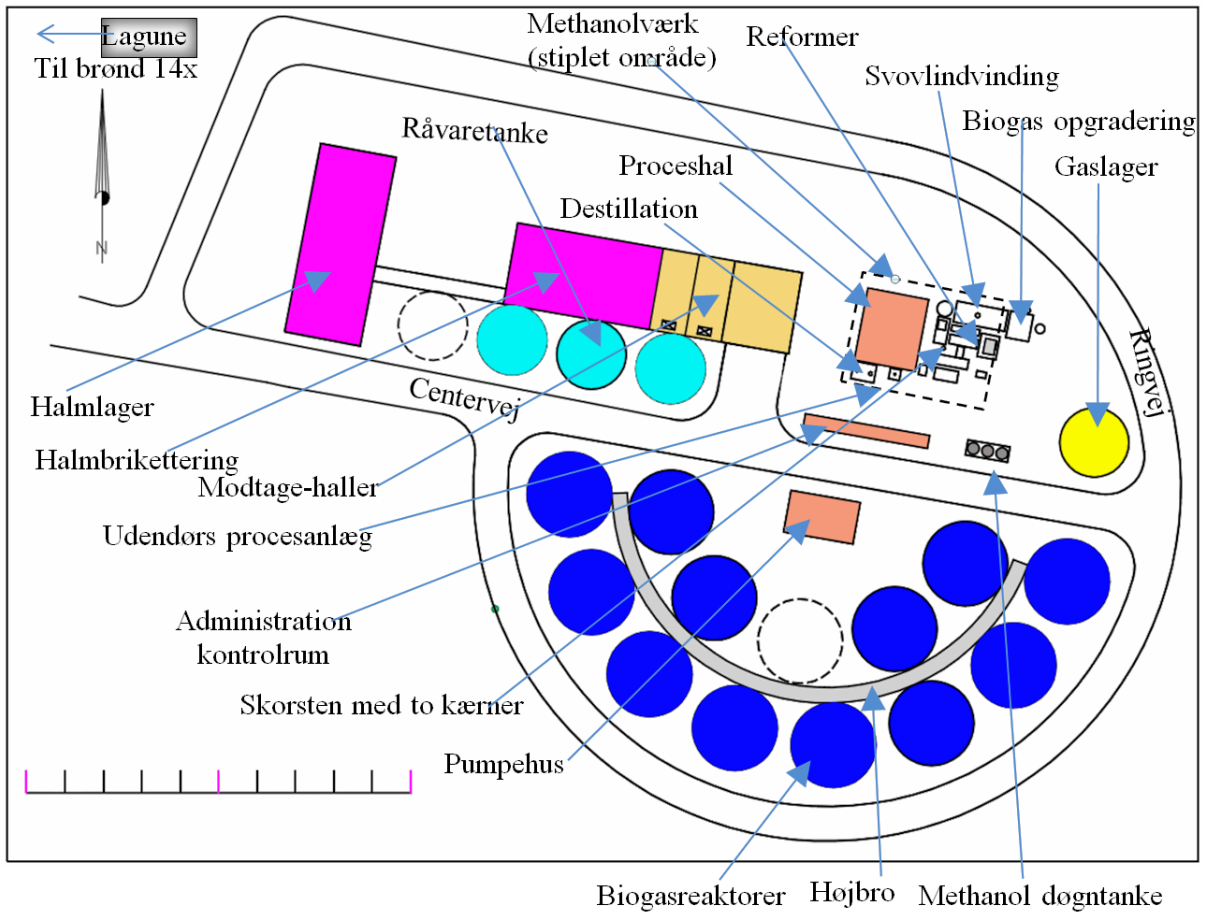 Lagune
Til brønd 14x
N
Methanolværk
(stiplet område)
Reformer
Svovlindvinding
Biogas opgradering
Gaslager
Råvaretanke
Proceshal
Destillation
Ringvej
Centervej
Halmlager
Halmbrikettering
Modtage-haller
Udendørs procesanlæg
Administration
kontrolrum
Skorsten med to kærner
Pumpehus
Biogasreaktorer
Højbro
Methanol døgntanke